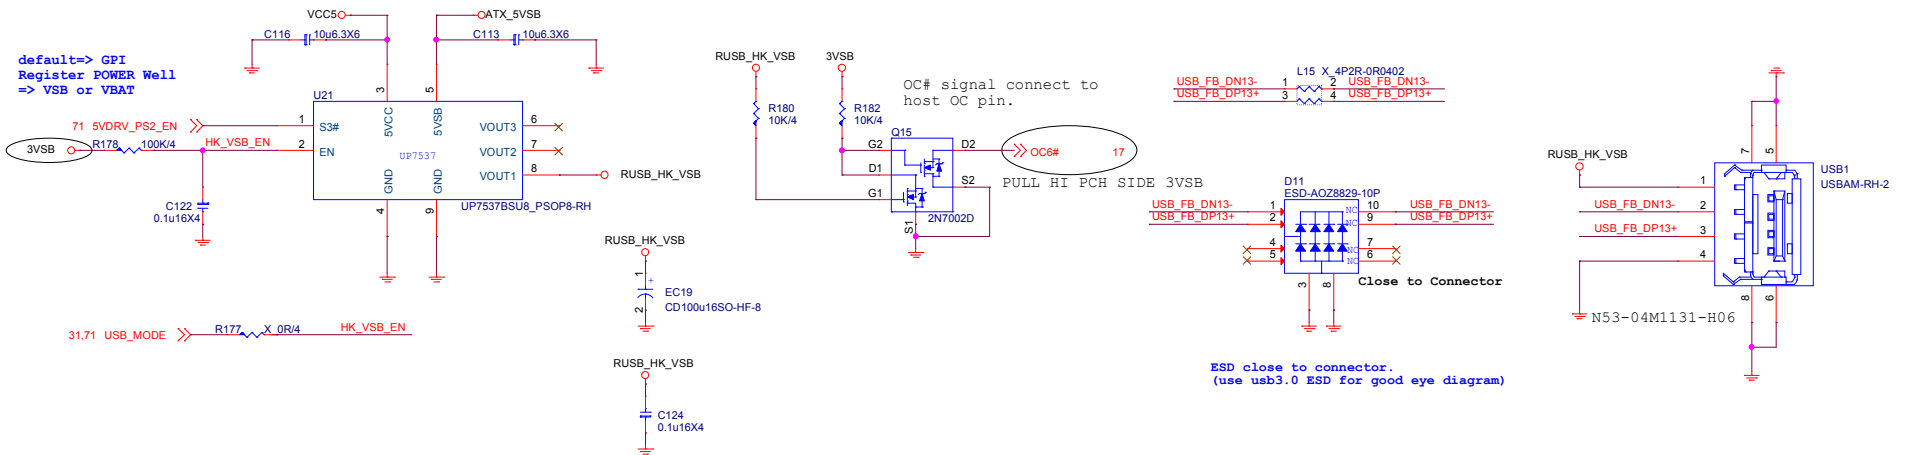 default=> GPI
Register POWER Well
=> VSB or VBAT
VCC5
ATX_5VSB
C116
10u6.3X6
C113
10u6.3X6
U21
3
5
5VCC
5VSB
71 5VDRV_PS2_EN
1
S3#
3VSB
R178
100K/4
HK_VSB_EN
2
EN
UP7537
VOUT3
6
VOUT2
7
VOUT1
8
RUSB_HK_VSB
GND
GND
4
9
UP7537BSU8_PSOP8-RH
C122
0.1u16X4
31,71 USB_MODE
R177
X_0R/4
HK_VSB_EN
RUSB_HK_VSB
1
+
EC19
CD100u16SO-HF-8
2
RUSB_HK_VSB
C124
0.1u16X4
RUSB_HK_VSB
3VSB
R180
10K/4
R182
10K/4
OC# signal connect to
host OC pin.
Q15
G2
D2
D1
S2
G1
S1
2N7002D
OC6#
17
PULL HI PCH SIDE 3VSB
L15 X_4P2R-0R0402
USB_FB_DN13-
1
2
USB_FB_DN13-
USB_FB_DP13+
3
4
USB_FB_DP13+
D11
ESD-AOZ8829-10P
USB_FB_DN13-
1
NC
10
USB_FB_DN13-
USB_FB_DP13+
2
9
USB_FB_DP13+
4
NC
7
5
NC
6
3
8
Close to Connector
ESD close to connector.
(use usb3.0 ESD for good eye diagram)
RUSB_HK_VSB
7
5
USB1
USBAM-RH-2
1
USB_FB_DN13-
2
USB_FB_DP13+
3
4
8
6
N53-04M1131-H06